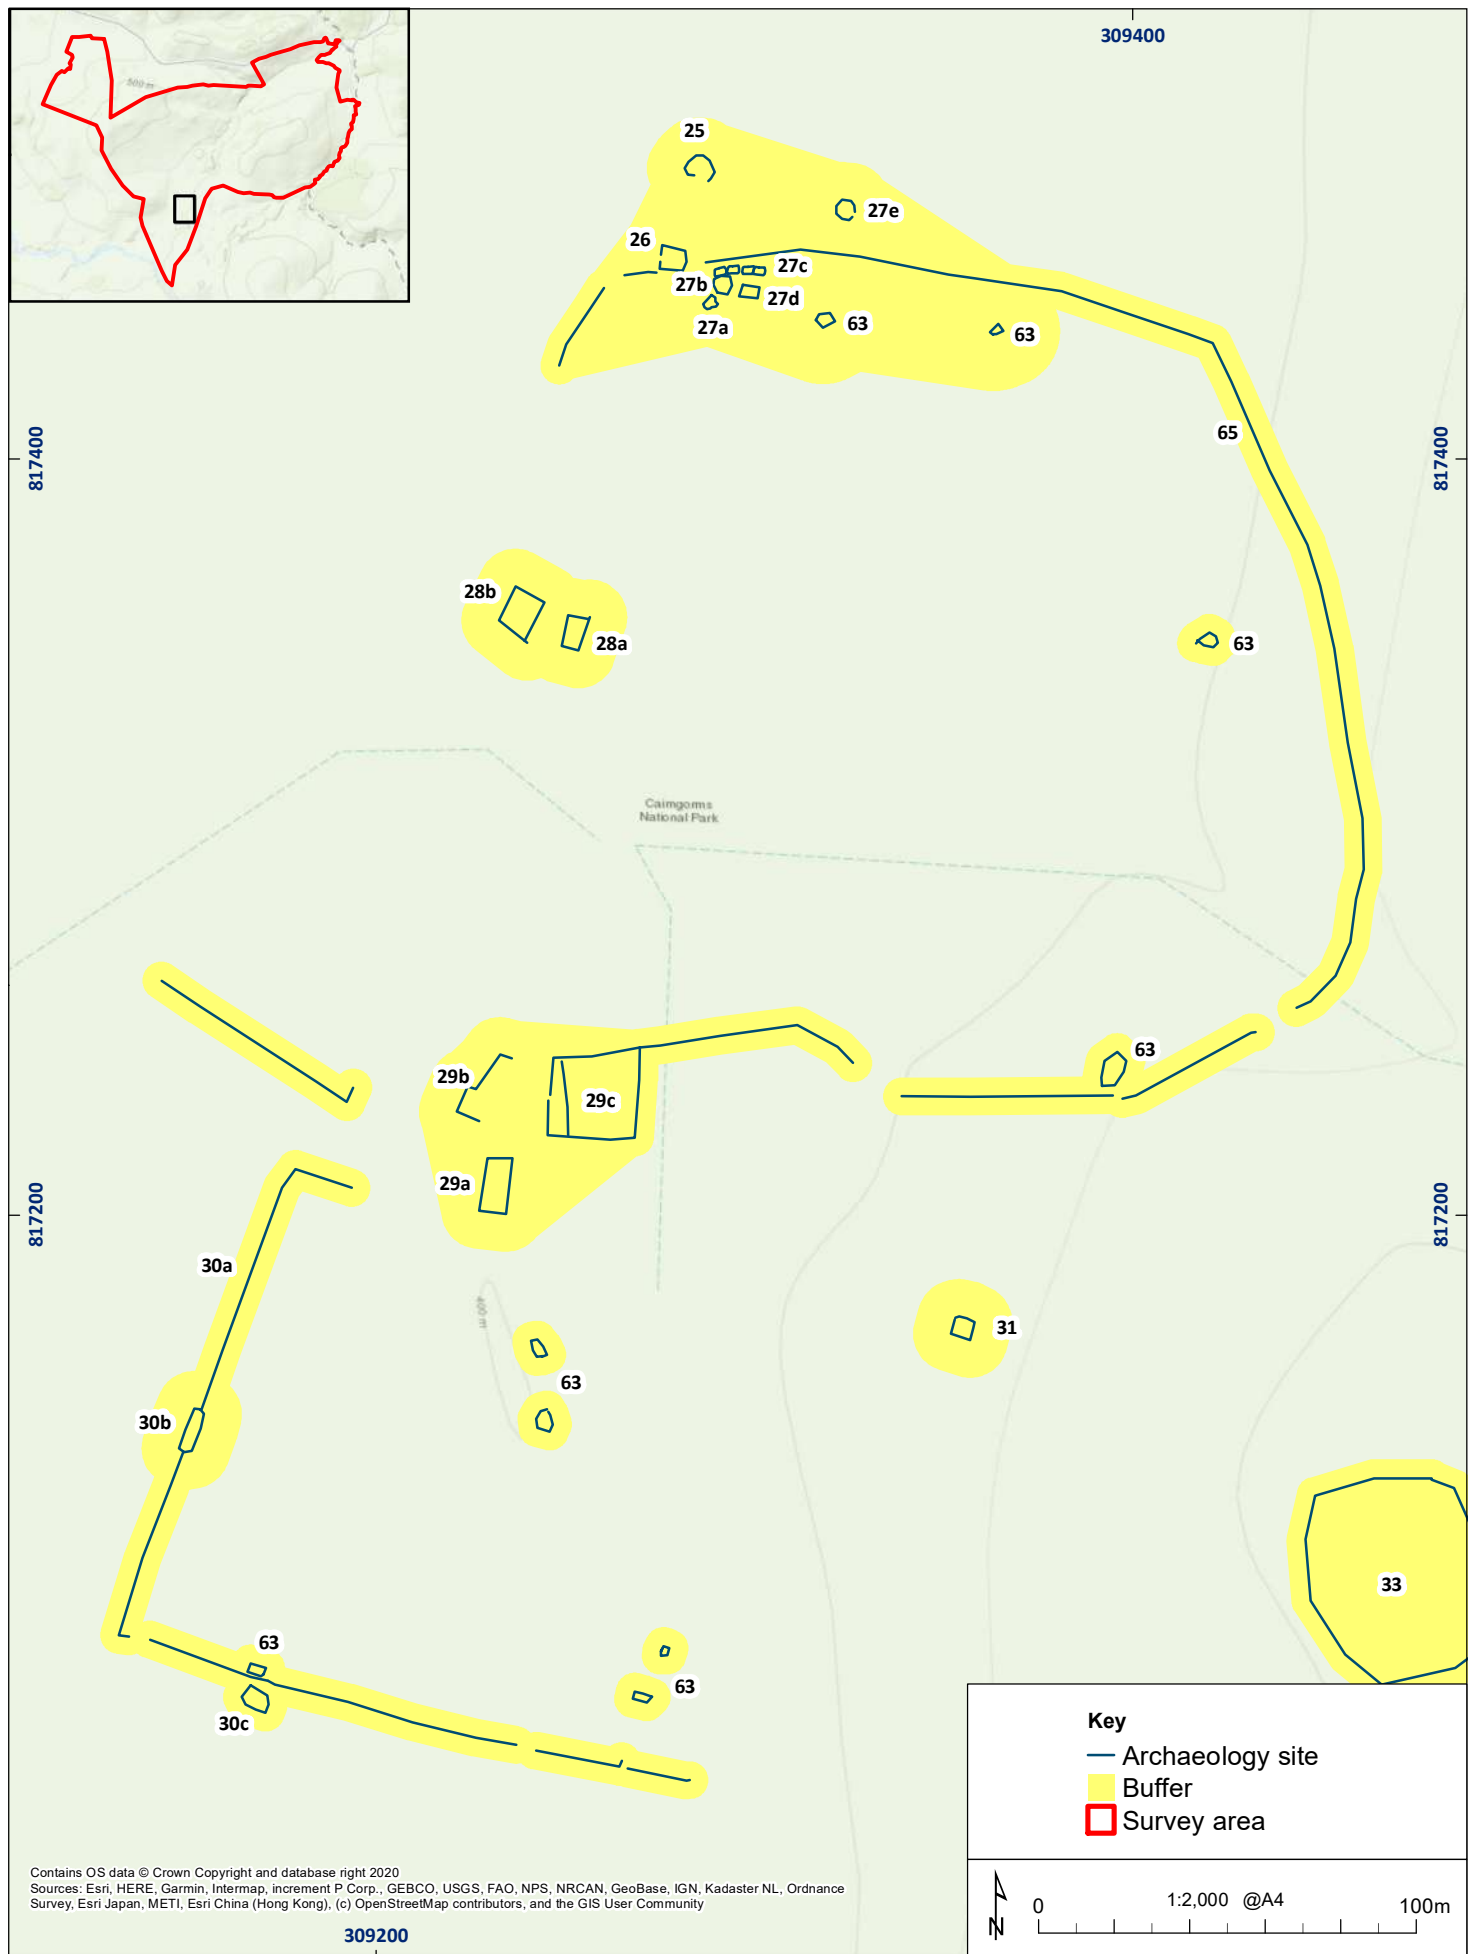 500 m
309400
25
27e
26
27c
27b
27d
27a
63
63
65
817400
817400
28b
28a
63
Cairngorms
National Park
63
29b
29c
29a
817200
817200
30a
400 m
31
63
30b
33
63
63
30c
Key
Archaeology site
Buffer
Survey area
Contains OS data © Crown Copyright and database right 2020
Sources: Esri, HERE, Garmin, Intermap, increment P Corp., GEBCO, USGS, FAO, NPS, NRCAN, GeoBase, IGN, Kadaster NL, Ordnance
Survey, Esri Japan, METI, Esri China (Hong Kong), (c) OpenStreetMap contributors, and the GIS User Community
N
0 1:2,000 @A4 100m
309200